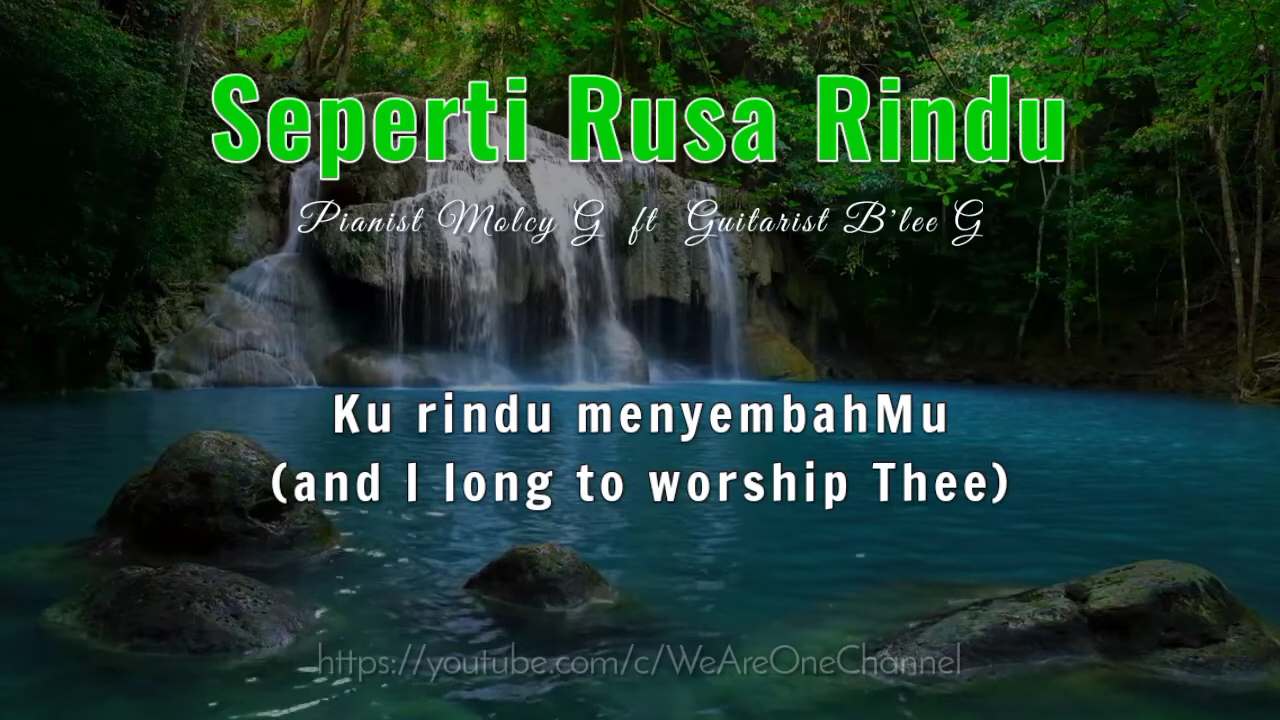 Seperti Rusa Rindu
Pianist Molcy G ft Guitarist B'lee G
Ku rindu menyembahMu
(and I long to worship Thee)
https://youtube.com/c/WeAreOneChannel